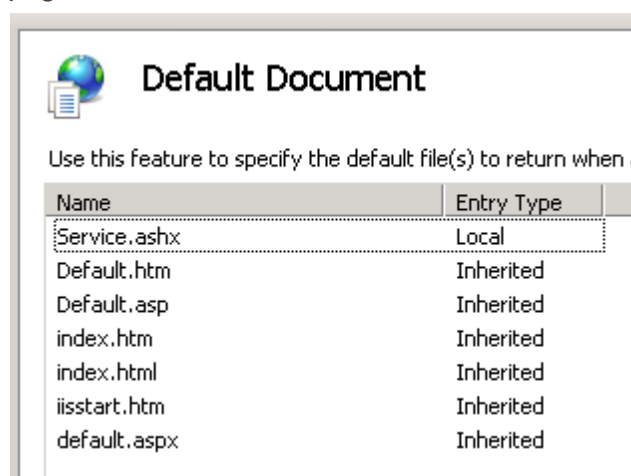 Default Document
Use this feature to specify the default file(s) to return when
Name Entry Type
Service.ashx Local
Default.htm Inherited
Default.asp Inherited
index.htm Inherited
index.html Inherited
iisstart.htm Inherited
default.aspx Inherited